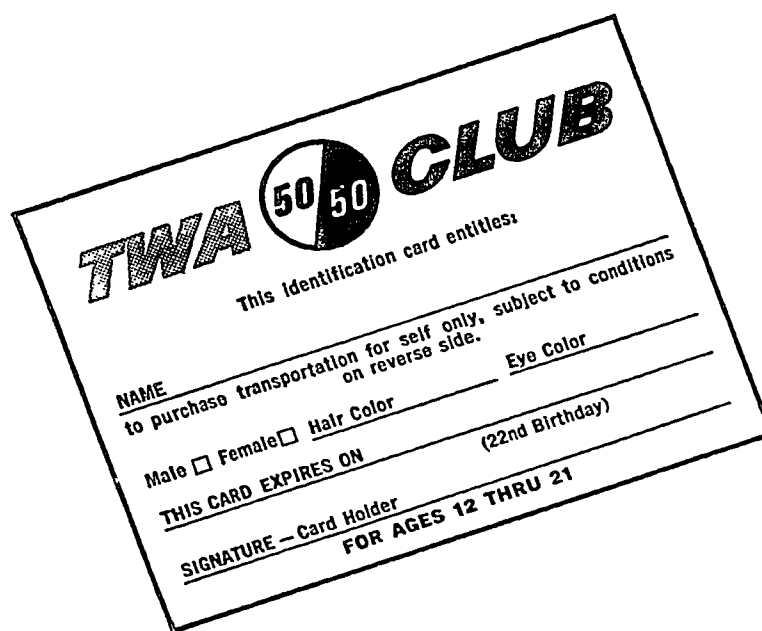 TWA 50/50 CLUB
This identification card entitles:
NAME
to purchase transportation for self only, subject to conditions
on reverse side.
Male □ Female □ Hair Color Eye Color
THIS CARD EXPIRES ON (22nd Birthday)
SIGNATURE — Card Holder
FOR AGES 12 THRU 21